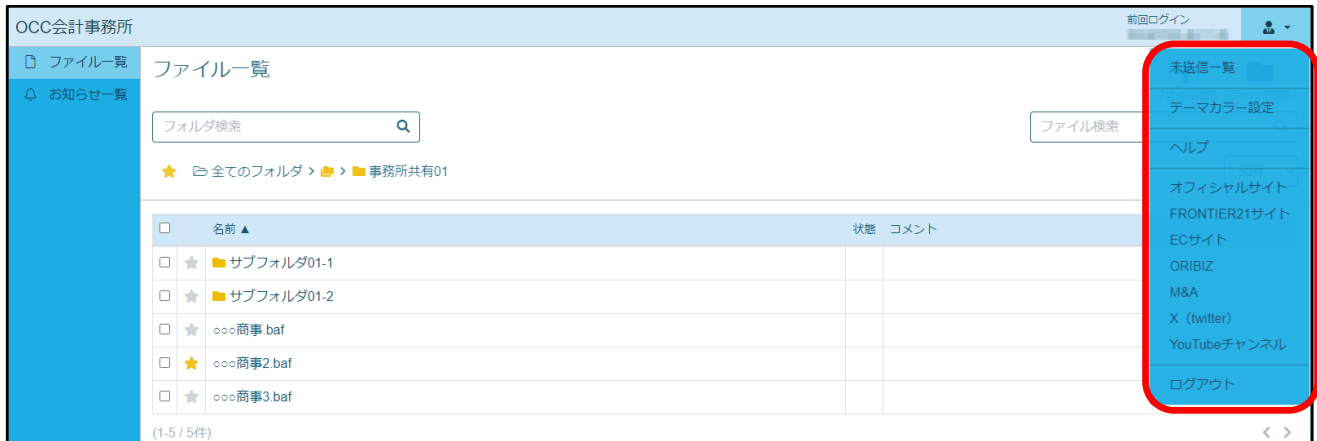 OCC会計事務所
前回ログイン
ファイル一覧
お知らせ一覧
ファイル一覧
フォルダ検索
ファイル検索
全てのフォルダ > > 事務所共有01
名前▲ 状態 コメント
サブフォルダ01-1
サブフォルダ01-2
○○○商事.baf
○○○商事2.baf
○○○商事3.baf
(1-5 / 5件)
< >
未送信一覧
テーマカラー設定
ヘルプ
オフィシャルサイト
FRONTIER21サイト
ECサイト
ORIBIZ
M&A
X（twitter）
YouTubeチャンネル
ログアウト